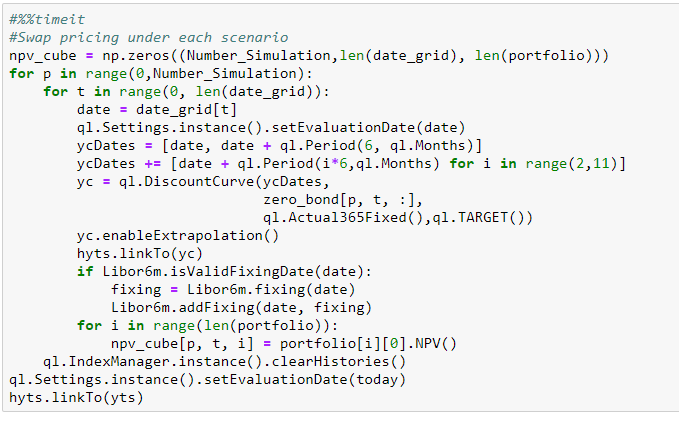 #%%timeit
#Swap pricing under each scenario
npv_cube = np.zeros((Number_Simulation,len(date_grid), len(portfolio)))
for p in range(0,Number_Simulation):
    for t in range(0, len(date_grid)):
        date = date_grid[t]
        ql.Settings.instance().setEvaluationDate(date)
        ycDates = [date, date + ql.Period(6, ql.Months)]
        ycDates += [date + ql.Period(i*6,ql.Months) for i in range(2,11)]
        yc = ql.DiscountCurve(ycDates,
                              zero_bond[p, t, :],
                              ql.Actual365Fixed(),ql.TARGET())
        yc.enableExtrapolation()
        hyts.linkTo(yc)
        if Libor6m.isValidFixingDate(date):
            fixing = Libor6m.fixing(date)
            Libor6m.addFixing(date, fixing)
        for i in range(len(portfolio)):
            npv_cube[p, t, i] = portfolio[i][0].NPV()
    ql.IndexManager.instance().clearHistories()
ql.Settings.instance().setEvaluationDate(today)
hyts.linkTo(yts)